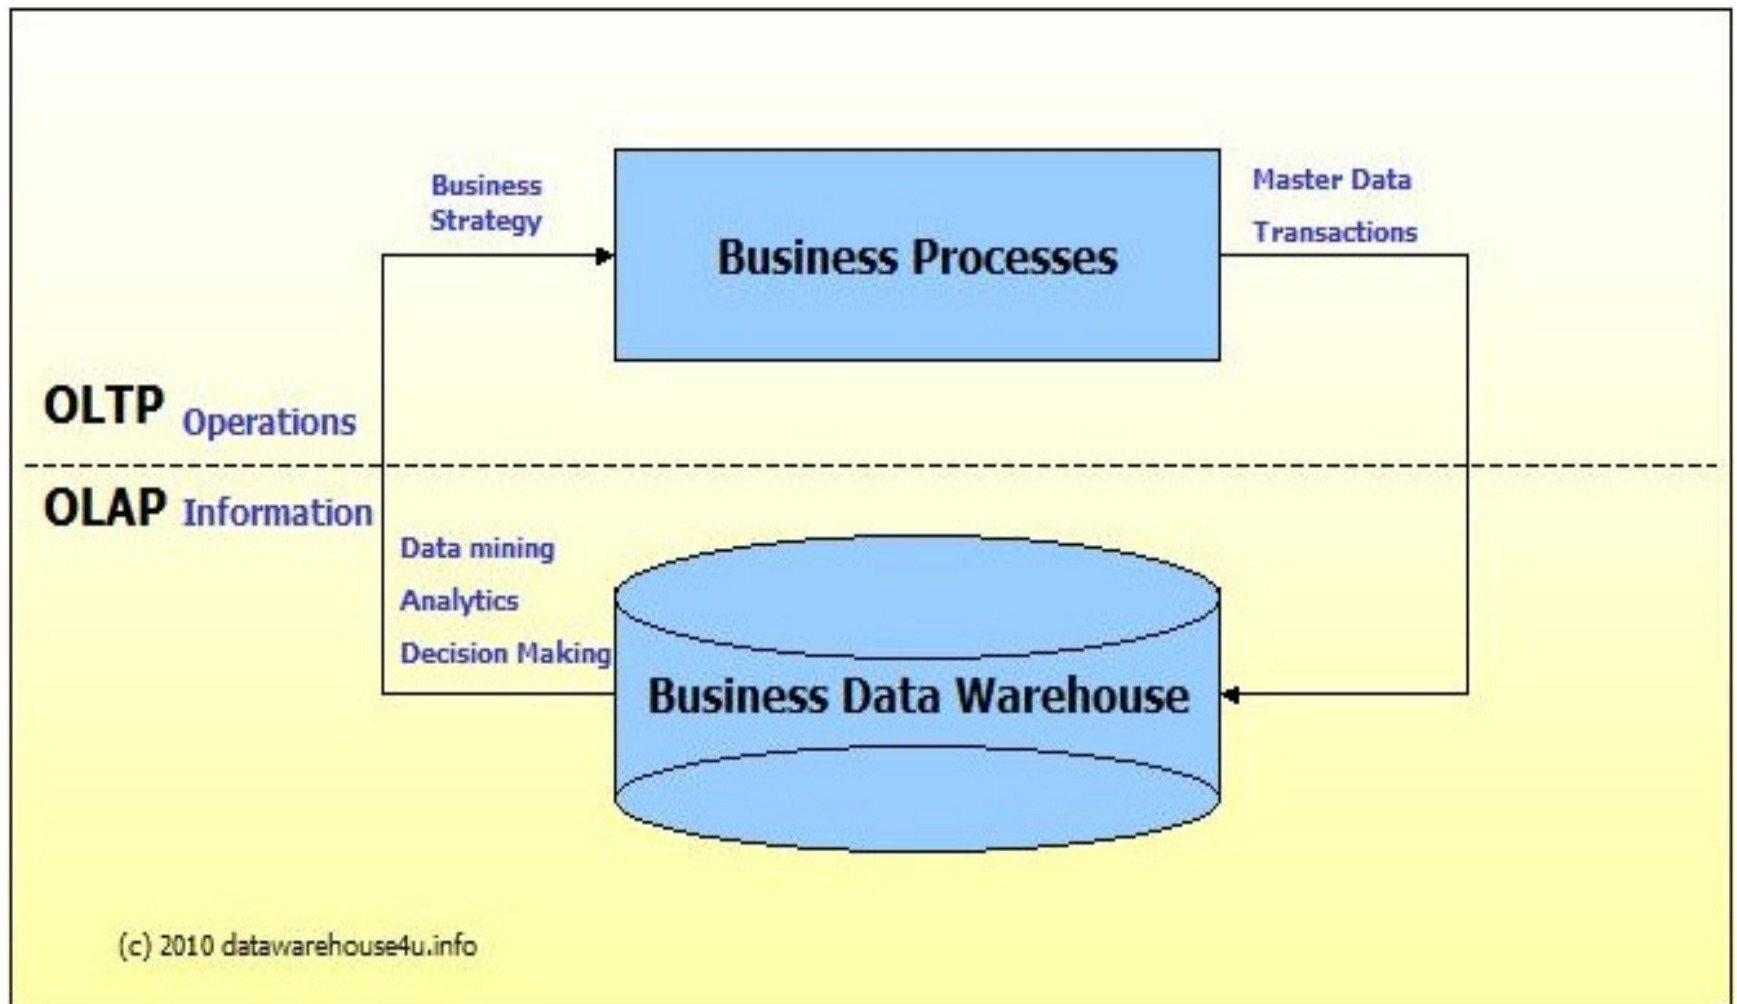 Business
Strategy
Business Processes
Master Data
Transactions
OLTP Operations
OLAP Information
Data mining
Analytics
Decision Making
Business Data Warehouse
(c) 2010 datawarehouse4u.info